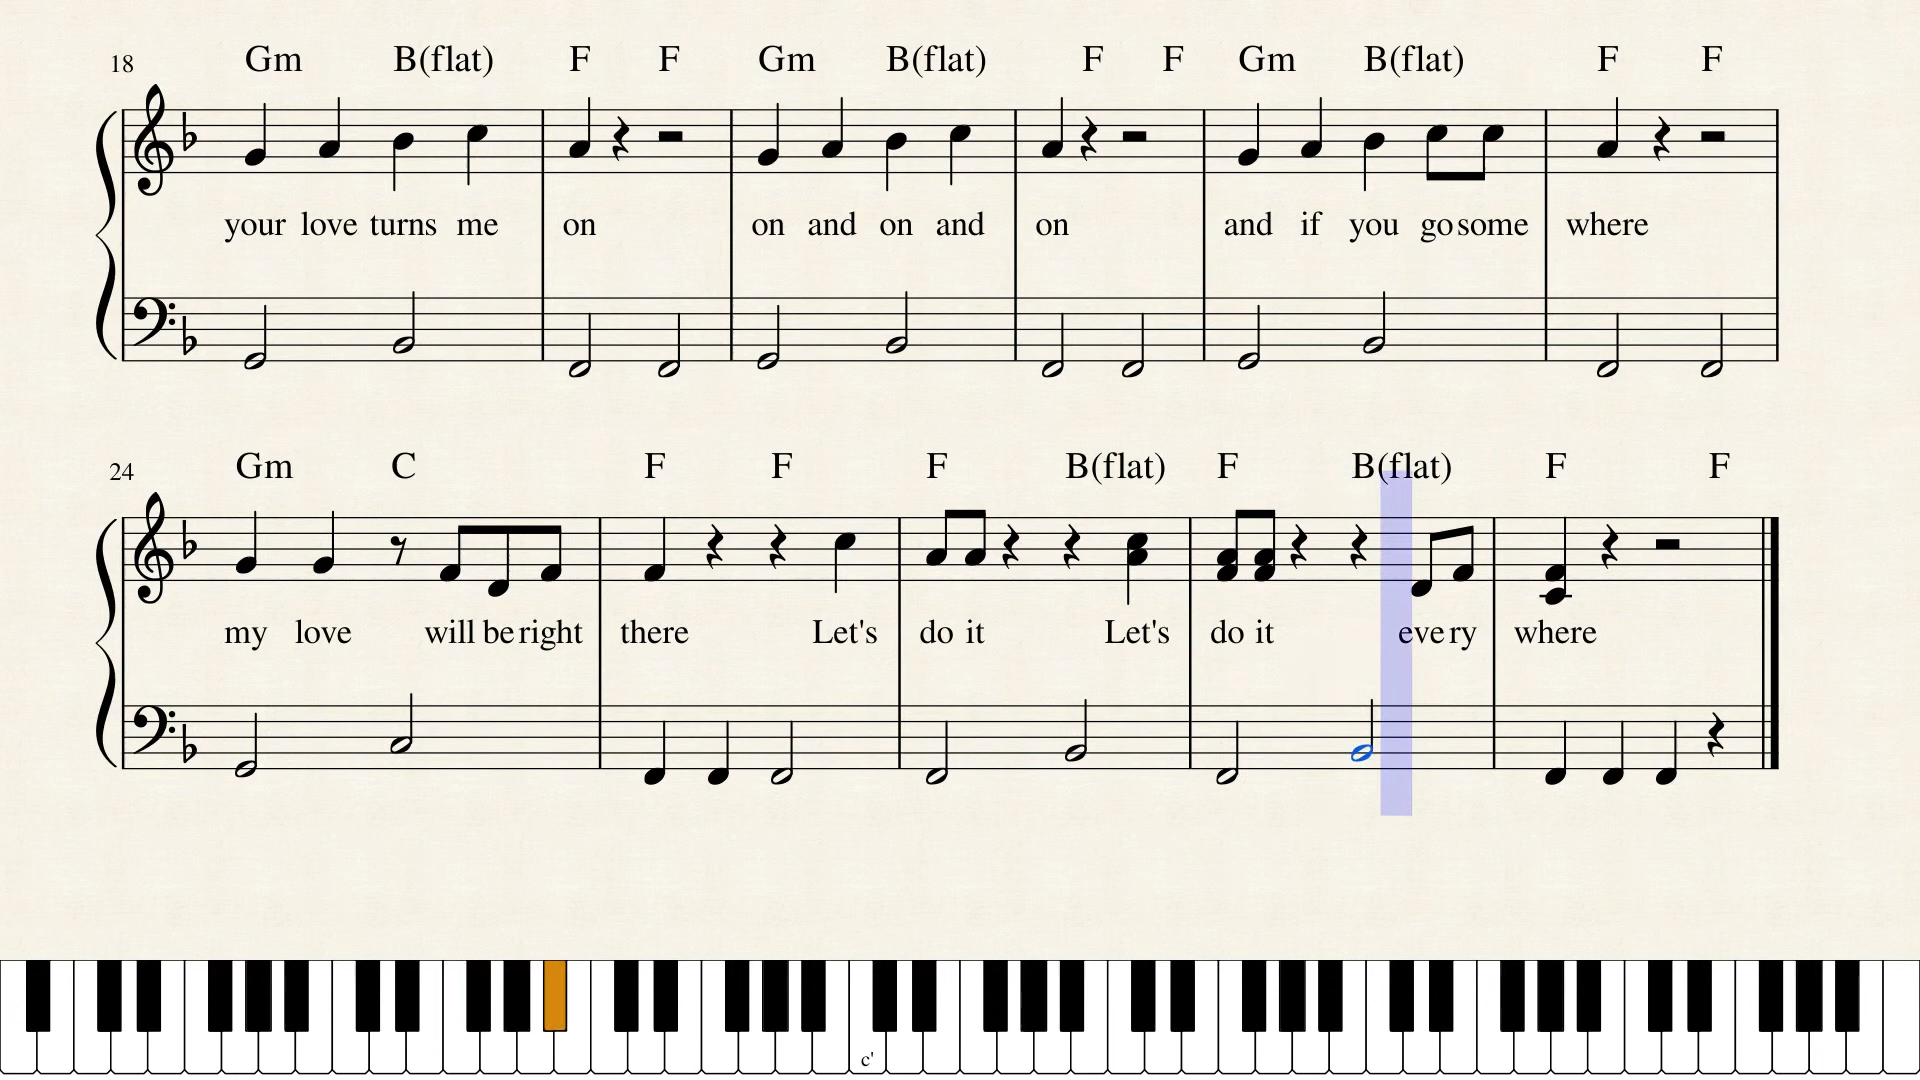 18 Gm B(flat) F F Gm B(flat) F F Gm B(flat) F F
your love turns me on on and on and on and if you go some where
24 Gm C F F F B(flat) F B(flat) F F
my love will be right there Let's do it Let's do it eve ry where
c'